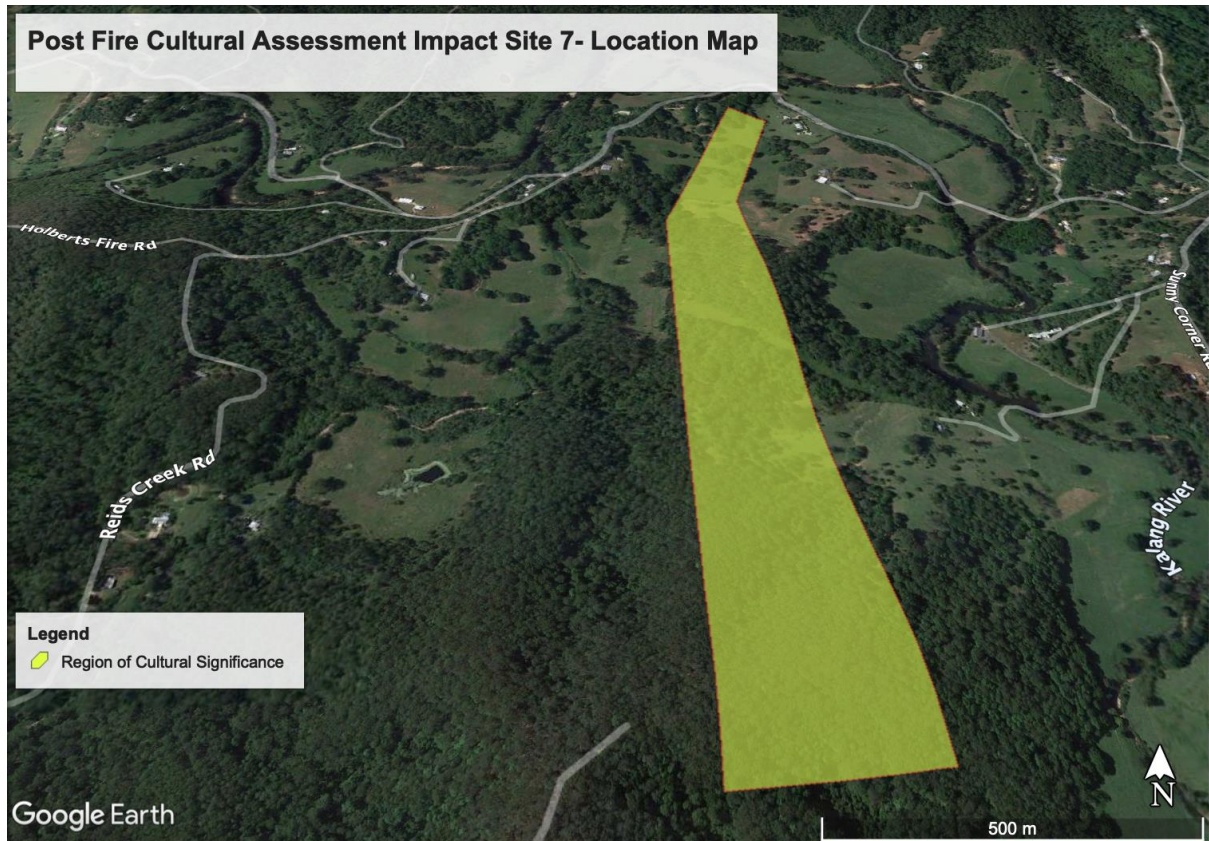 Post Fire Cultural Assessment Impact Site 7- Location Map
Holberts Fire Rd
Sunny Corner R
Reids Creek Rd
Kalang River
Legend
Region of Cultural Significance
N
Google Earth
500 m